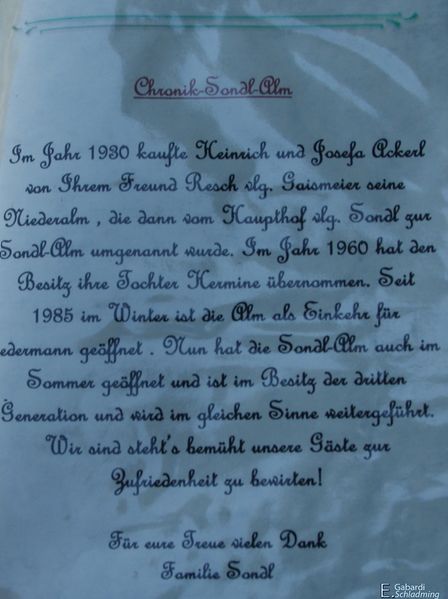 Chronik-Sondl-Alm
Im Jahr 1930 kaufte Heinrich und Josefa Ackerl
von Ihrem Freund Resch vlg. Gaismeier seine
Niederalm , die dann vom Haupthof vlg. Sondl zur
Sondl-Alm umgenannt wurde. Im Jahr 1960 hat den
Besitz ihre Tochter Hermine übernommen. Seit
1985 im Winter ist die Alm als Einkehr für
edermann geöffnet . Nun hat die Sondl-Alm auch im
Sommer geöffnet und ist im Besitz der dritten
Generation und wird im gleichen Sinne weitergeführt.
Wir sind steht's bemüht unsere Gäste zur
Zufriedenheit zu bewirten!
Für eure Treue vielen Dank
Familie Sondl
E. Gabardi
Schladming